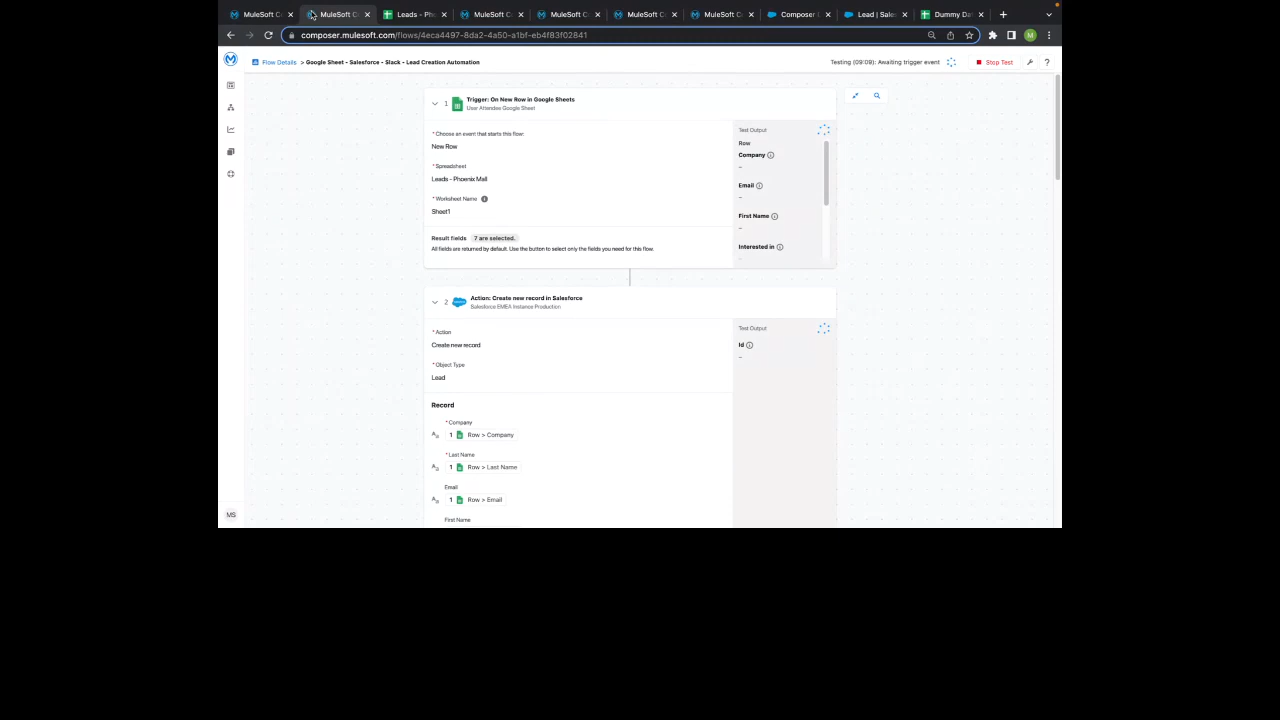 MuleSoft C
MuleSoft C
Leads - Pho
MuleSoft C
MuleSoft C
MuleSoft C
MuleSoft C
Composer
Lead | Sales
Dummy Da
composer.mulesoft.com/flows/4eca4497-8da2-4a50-a1bf-eb4f83f02841
M
Flow Details > Google Sheet - Salesforce - Slack - Lead Creation Automation
Testing (09:09): Awaiting trigger event
Stop Test
?
1
Trigger: On New Row in Google Sheets
User Attendee Google Sheet
* Choose an event that starts this flow:
New Row
* Spreadsheet
Leads - Phoenix Mall
* Worksheet Name
Sheet1
Result fields 7 are selected.
All fields are returned by default. Use the button to select only the fields you need for this flow.
Test Output
Row
Company
--
Email
--
First Name
--
Interested in
2
Action: Create new record in Salesforce
Salesforce EMEA Instance Production
* Action
Create new record
* Object Type
Lead
Test Output
Id
--
Record
* Company
1 Row > Company
* Last Name
1 Row > Last Name
Email
1 Row > Email
First Name
MS